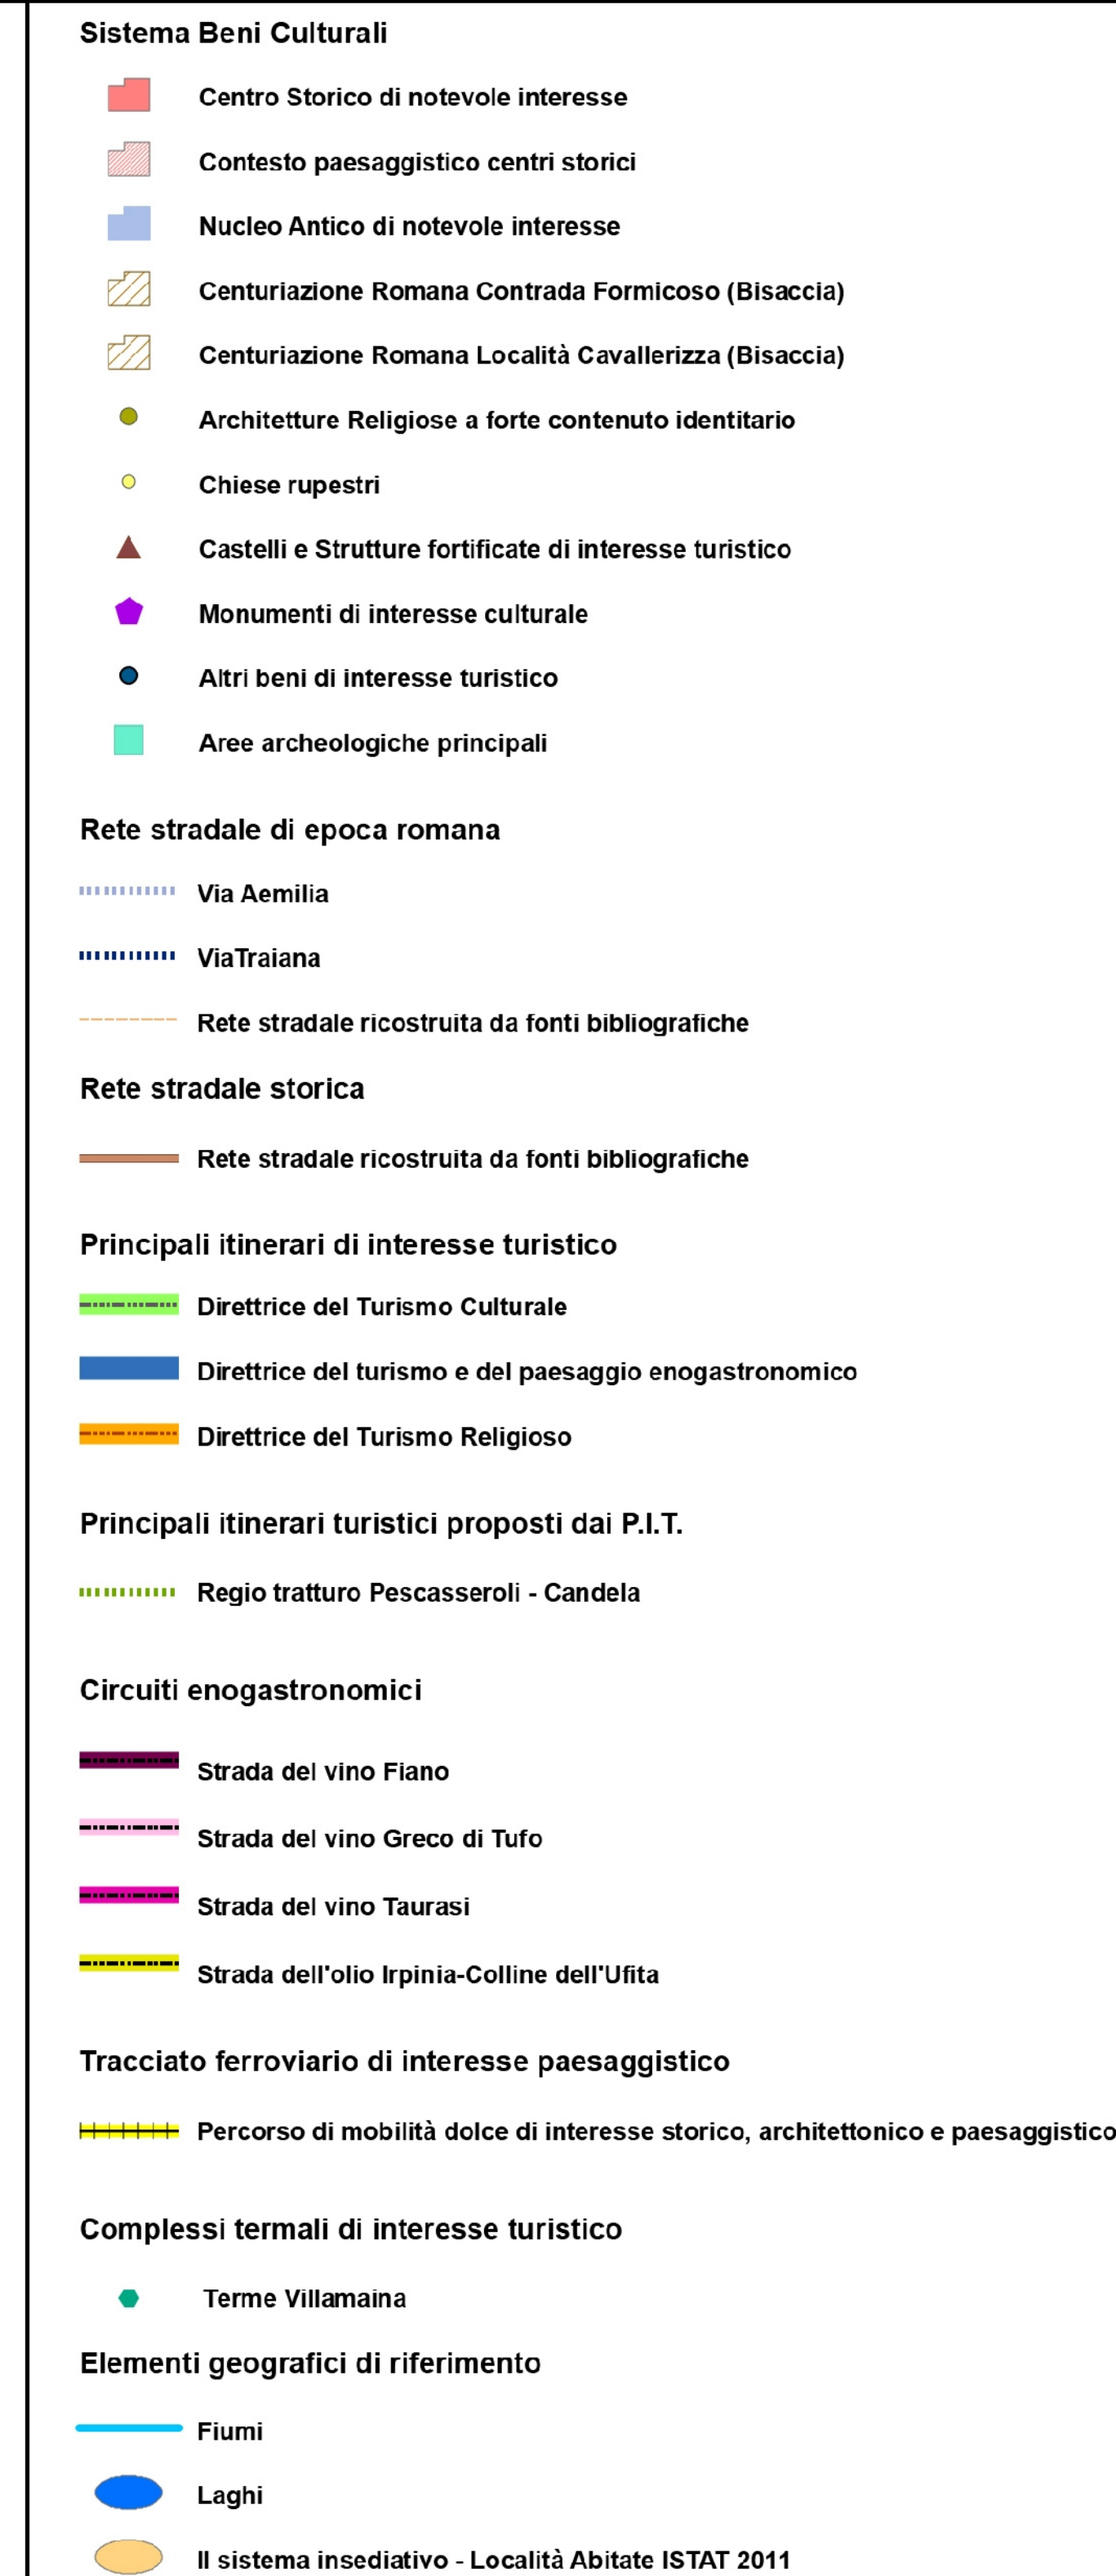 Sistema Beni Culturali
Centro Storico di notevole interesse
Contesto paesaggistico centri storici
Nucleo Antico di notevole interesse
Centuriazione Romana Contrada Formicoso (Bisaccia)
Centuriazione Romana Località Cavallerizza (Bisaccia)
Architetture Religiose a forte contenuto identitario
Chiese rupestri
Castelli e Strutture fortificate di interesse turistico
Monumenti di interesse culturale
Altri beni di interesse turistico
Aree archeologiche principali
Rete stradale di epoca romana
Via Aemilia
ViaTraiana
Rete stradale ricostruita da fonti bibliografiche
Rete stradale storica
Rete stradale ricostruita da fonti bibliografiche
Principali itinerari di interesse turistico
Direttrice del Turismo Culturale
Direttrice del turismo e del paesaggio enogastronomico
Direttrice del Turismo Religioso
Principali itinerari turistici proposti dai P.I.T.
Regio tratturo Pescasseroli - Candela
Circuiti enogastronomici
Strada del vino Fiano
Strada del vino Greco di Tufo
Strada del vino Taurasi
Strada dell'olio Irpinia-Colline dell'Ufita
Tracciato ferroviario di interesse paesaggistico
Percorso di mobilità dolce di interesse storico, architettonico e paesaggistico
Complessi termali di interesse turistico
Terme Villamaina
Elementi geografici di riferimento
Fiumi
Laghi
Il sistema insediativo - Località Abitate ISTAT 2011